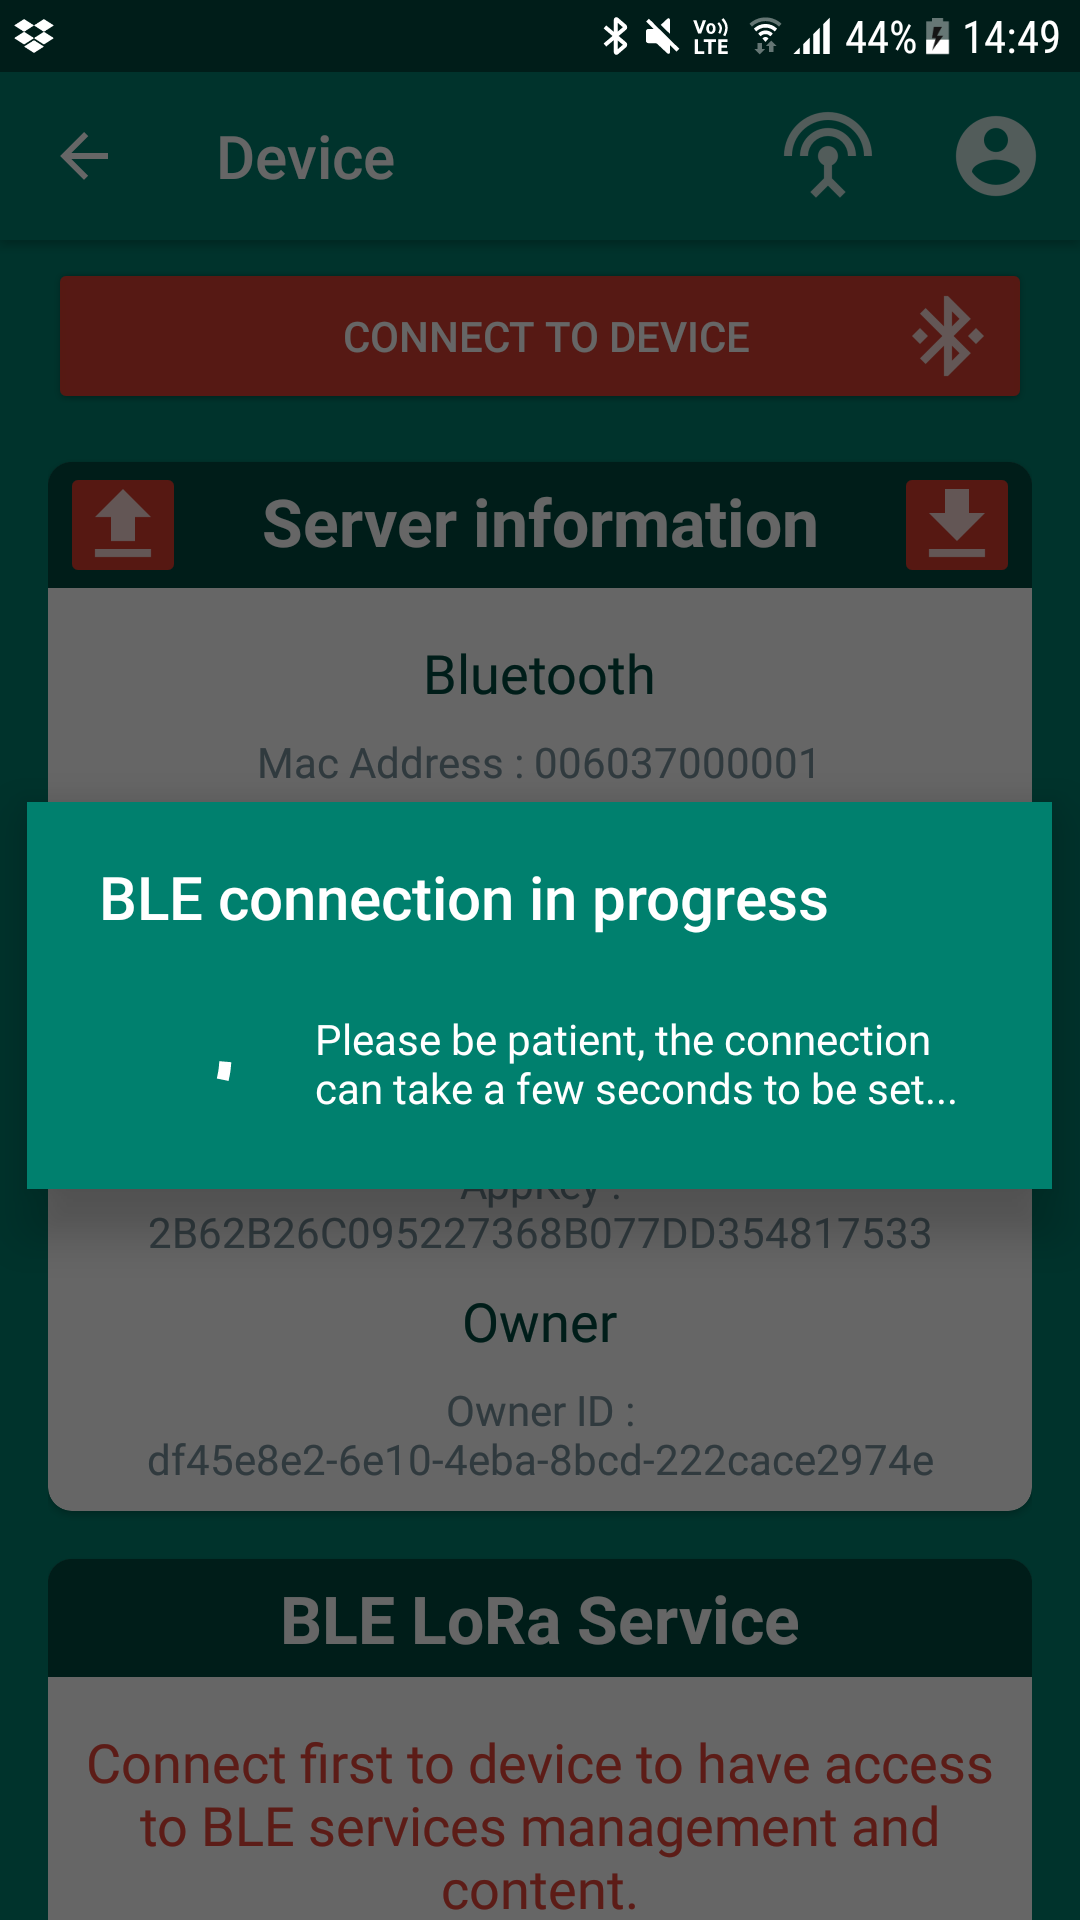 Vo)) LTE 44% 14:49
Device
CONNECT TO DEVICE
Server information
Bluetooth
Mac Address : 006037000001
BLE connection in progress
Please be patient, the connection
can take a few seconds to be set...
AppKey :
2B62B26C095227368B077DD354817533
Owner
Owner ID :
df45e8e2-6e10-4eba-8bcd-222cace2974e
BLE LoRa Service
Connect first to device to have access
to BLE services management and
content.